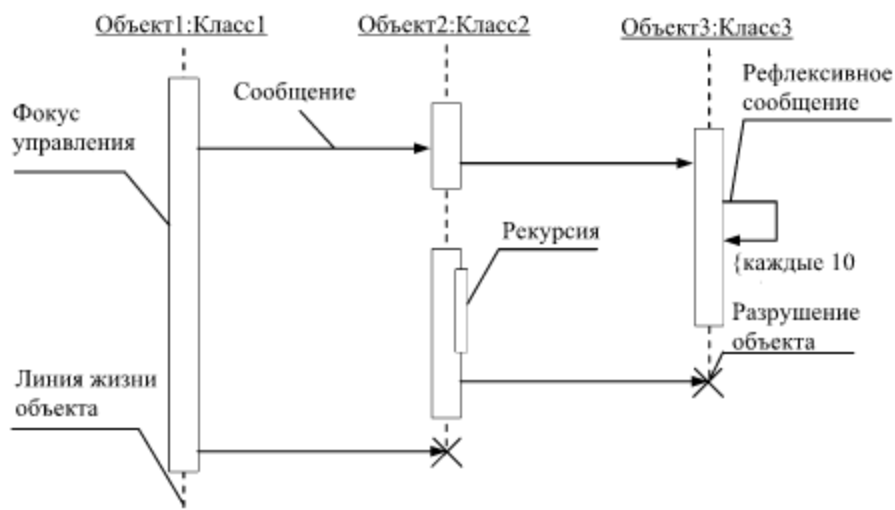 Объект1:Класс1
Объект2:Класс2
Объект3:Класс3
Рефлексивное
сообщение
Сообщение
Фокус
управления
Рекурсия
{каждые 10
Разрушение
объекта
Линия жизни
объекта